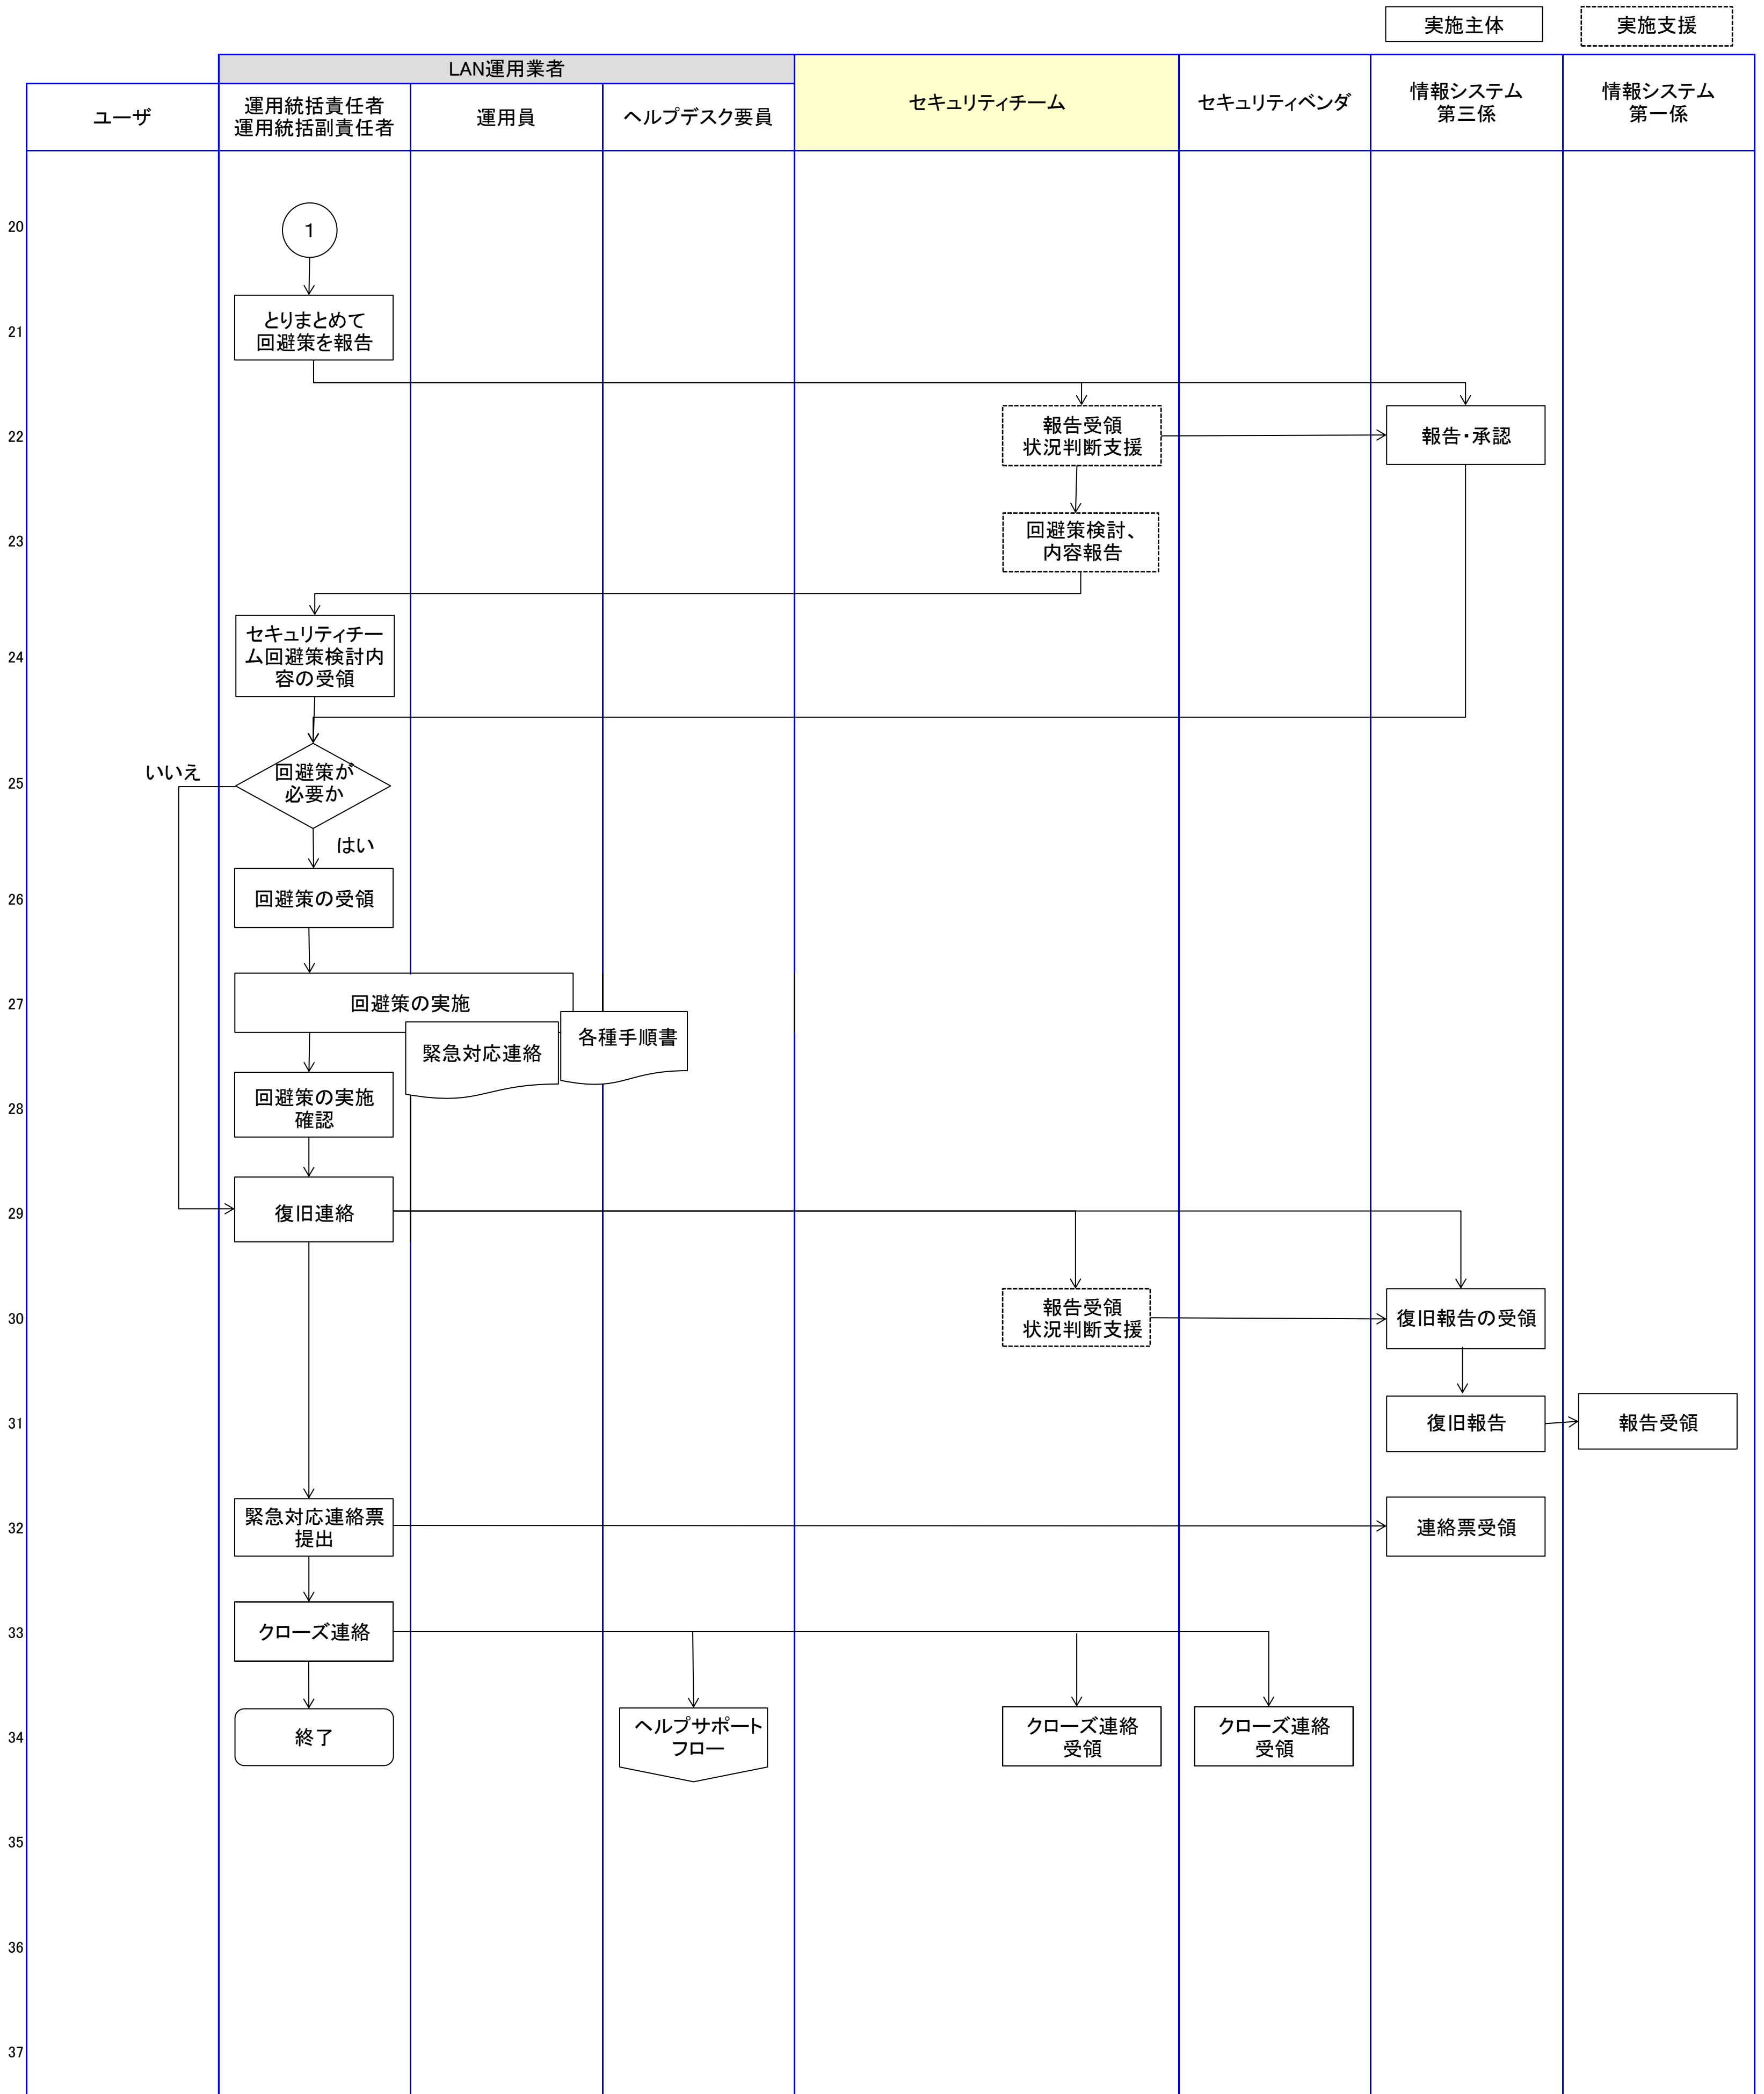 実施主体
実施支援
LAN運用業者
ユーザ
運用統括責任者
運用統括副責任者
運用員
ヘルプデスク要員
セキュリティチーム
セキュリティベンダ
情報システム
第三係
情報システム
第一係
20
1
21
とりまとめて
回避策を報告
22
報告受領
状況判断支援
報告・承認
23
回避策検討、
内容報告
24
セキュリティチー
ム回避策検討内
容の受領
いいえ
25
回避策が
必要か
はい
26
回避策の受領
27
回避策の実施
緊急対応連絡
各種手順書
28
回避策の実施
確認
29
復旧連絡
30
報告受領
状況判断支援
復旧報告の受領
31
復旧報告
報告受領
32
緊急対応連絡票
提出
連絡票受領
33
クローズ連絡
34
終了
ヘルプサポート
フロー
クローズ連絡
受領
クローズ連絡
受領
35
36
37